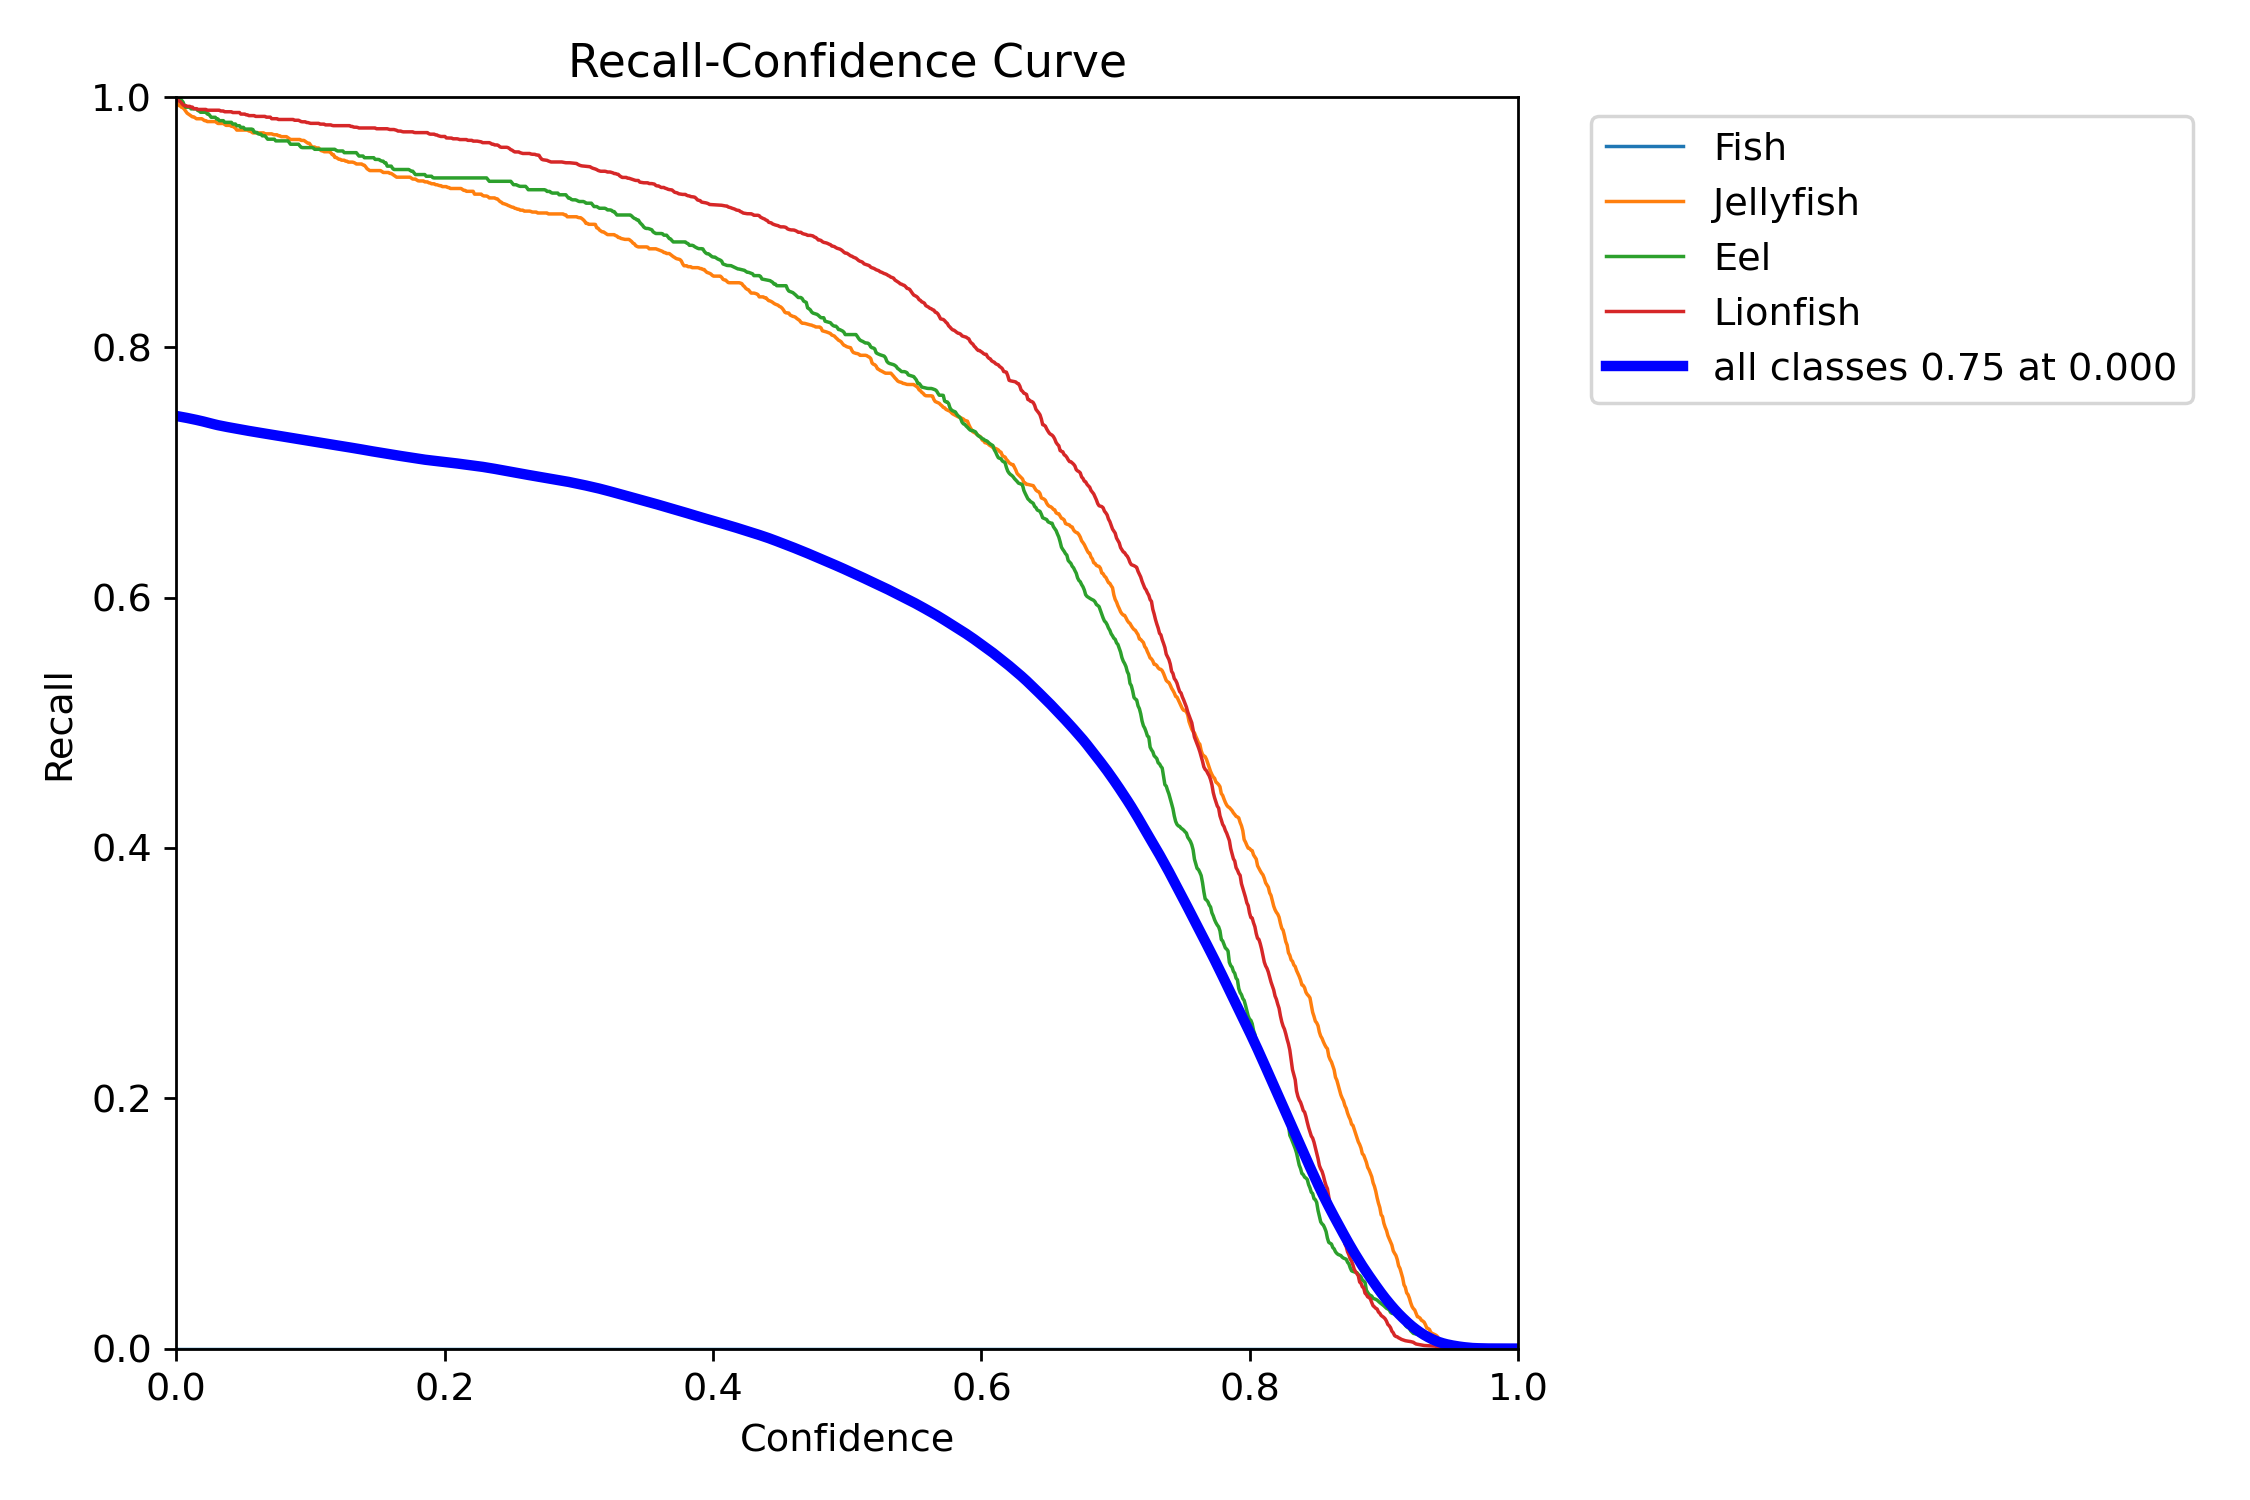 Recall-Confidence Curve
1.0
0.8
0.6
0.4
0.2
0.0
Recall
0.0 0.2 0.4 0.6 0.8 1.0
Confidence
Fish
Jellyfish
Eel
Lionfish
all classes 0.75 at 0.000